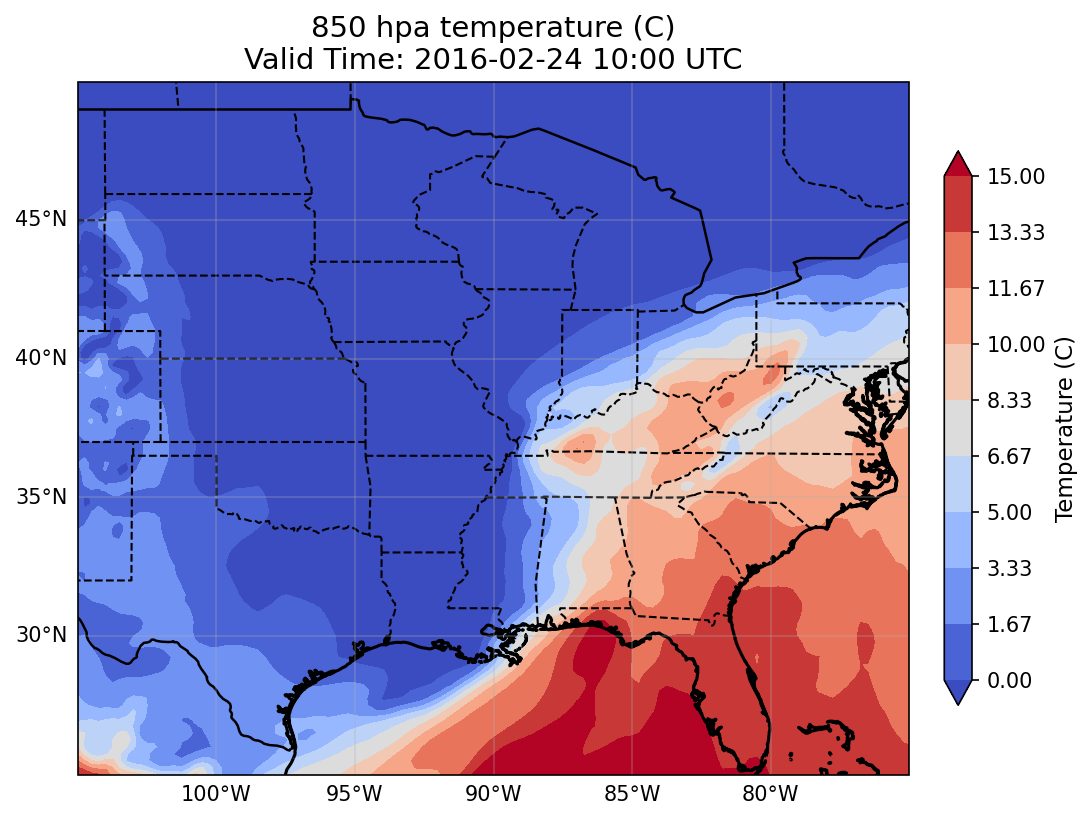 850 hpa temperature (C)
Valid Time: 2016-02-24 10:00 UTC
45°N
40°N
35°N
30°N
100°W
95°W
90°W
85°W
80°W
15.00
13.33
11.67
10.00
8.33
6.67
5.00
3.33
1.67
0.00
Temperature (C)